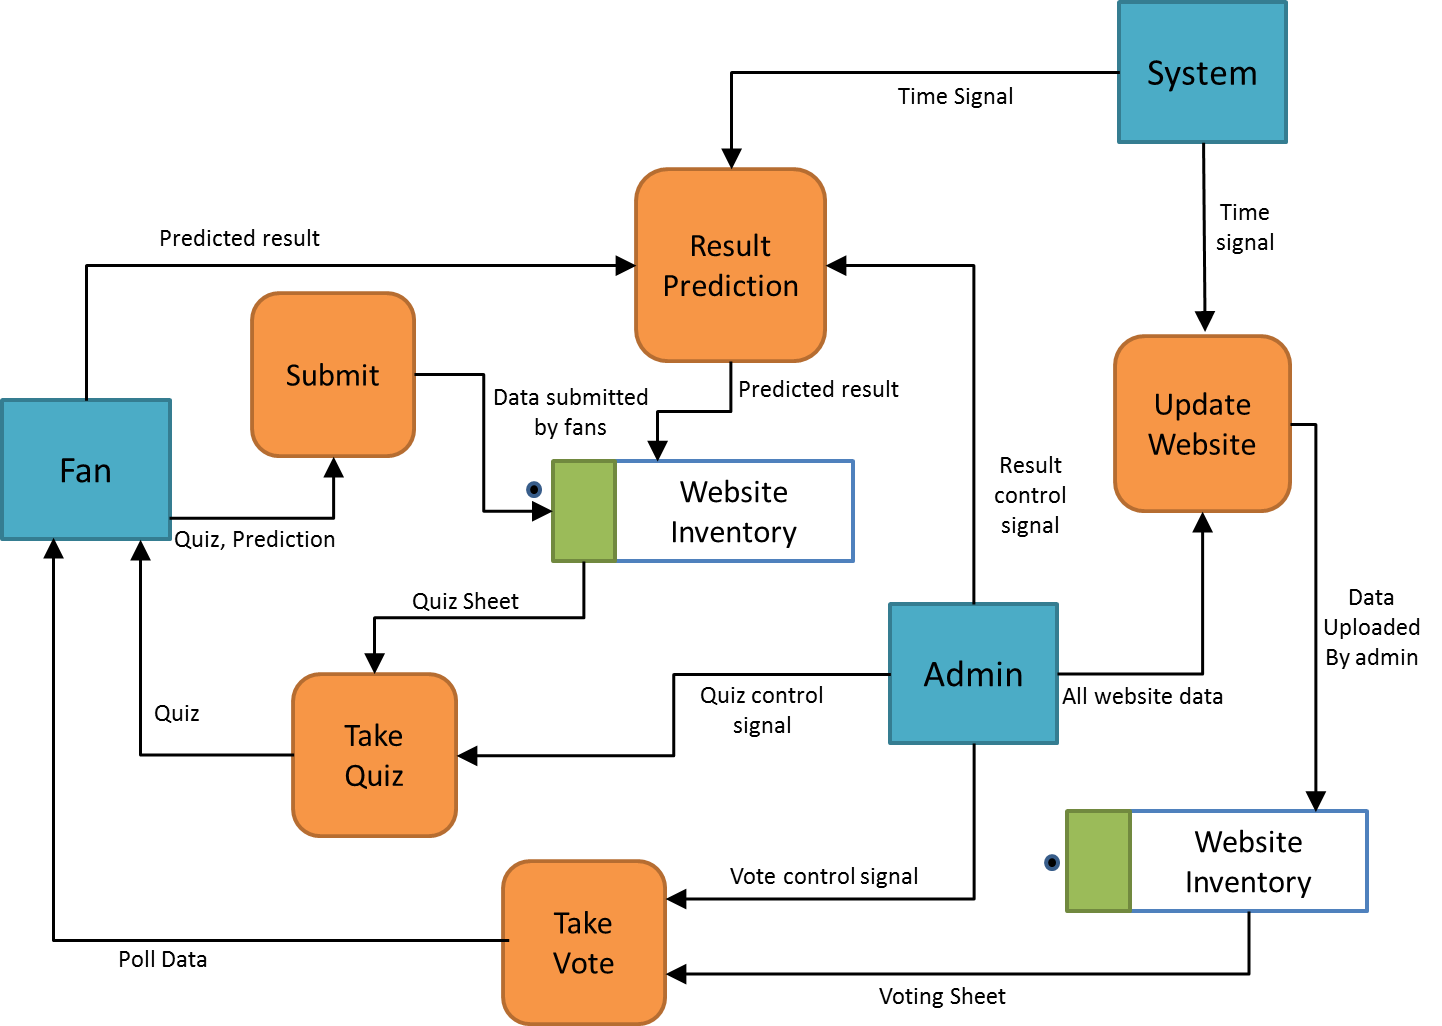 System
Time Signal
Time
signal
Predicted result
Result
Prediction
Submit
Data submitted
by fans
Predicted result
Update
Website
Fan
Quiz, Prediction
Website
Inventory
Result
control
signal
Quiz Sheet
Data
Uploaded
By admin
Admin
All website data
Quiz control
signal
Quiz
Take
Quiz
Website
Inventory
Vote control signal
Take
Vote
Poll Data
Voting Sheet